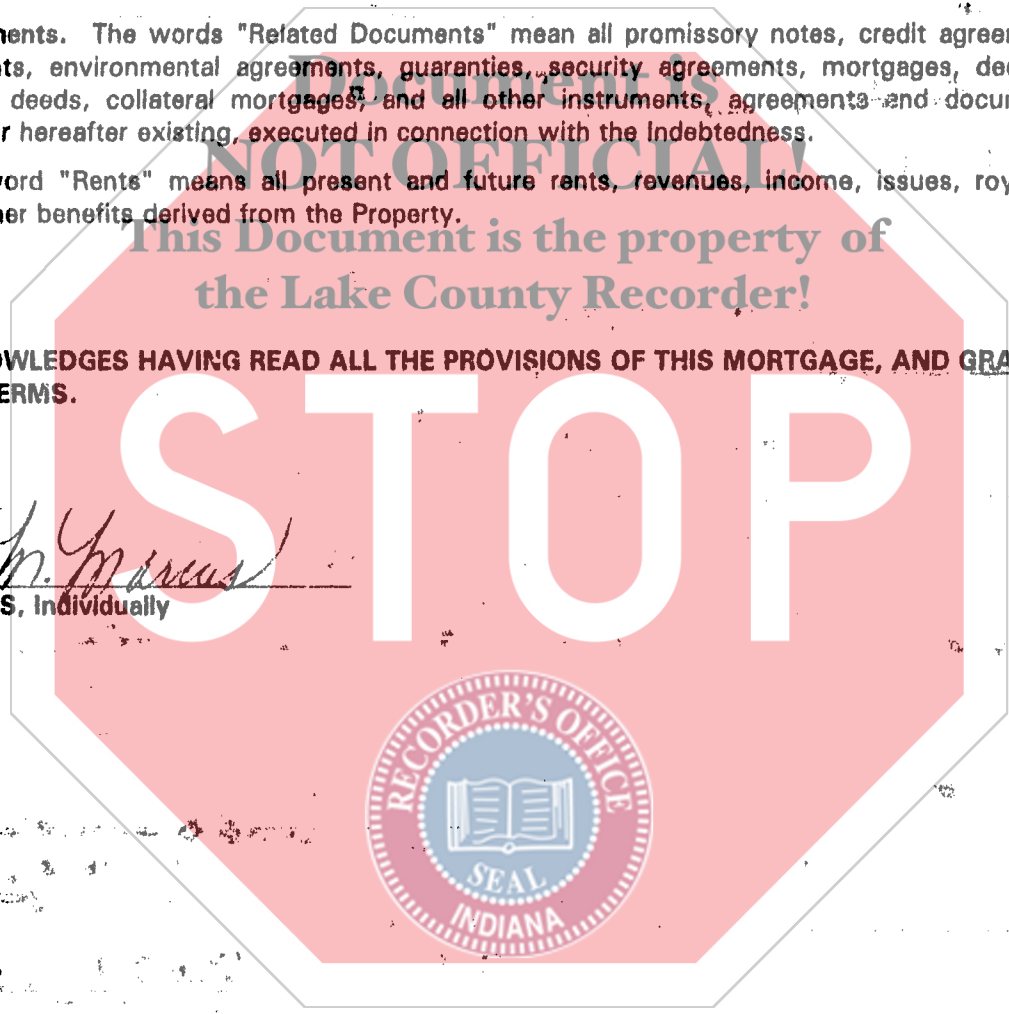 ents. The words "Related Documents" mean all promissory notes, credit agree
ts, environmental agreements, guaranties, security agreements, mortgages, de
deeds, collateral mortgages, and all other instruments, agreements and docu
r hereafter existing, executed in connection with the Indebtedness.
Document is
NOT OFFICIAL!
ord "Rents" means all present and future rents, revenues, income, issues, roy
er benefits derived from the Property.
This Document is the property of
the Lake County Recorder!
OWLEDGES HAVING READ ALL THE PROVISIONS OF THIS MORTGAGE, AND GRA
ERMS.
STOP
M. Marcus
S, Individually
RECORDER'S OFFICE
SEAL
INDIANA